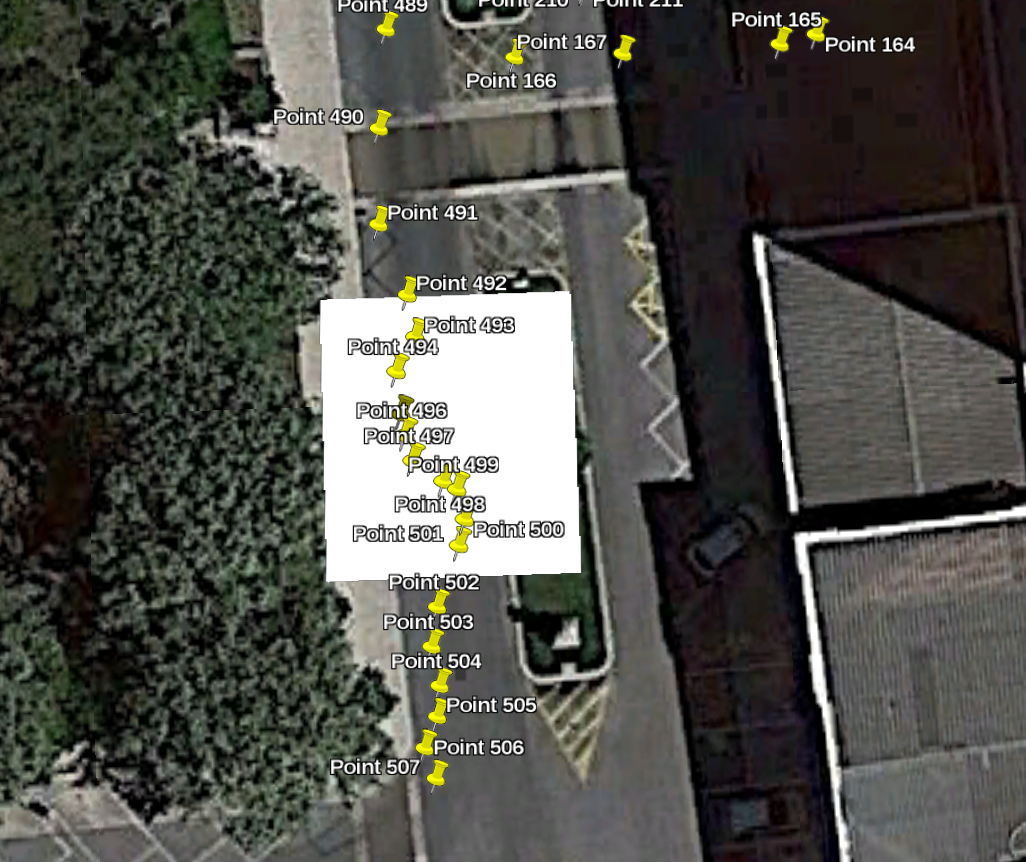 Point 489
Point 210
Point 211
Point 165
Point 164
Point 167
Point 166
Point 490
Point 491
Point 492
Point 493
Point 494
Point 496
Point 497
Point 499
Point 498
Point 500
Point 501
Point 502
Point 503
Point 504
Point 505
Point 506
Point 507